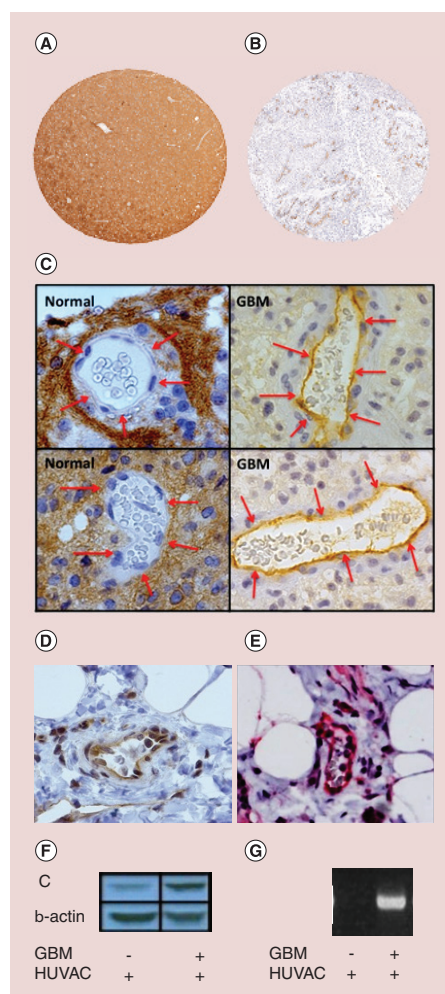 A B
C
Normal GBM
Normal GBM
D E
F G
C
b-actin
GBM - + GBM - +
HUVAC + + HUVAC + +